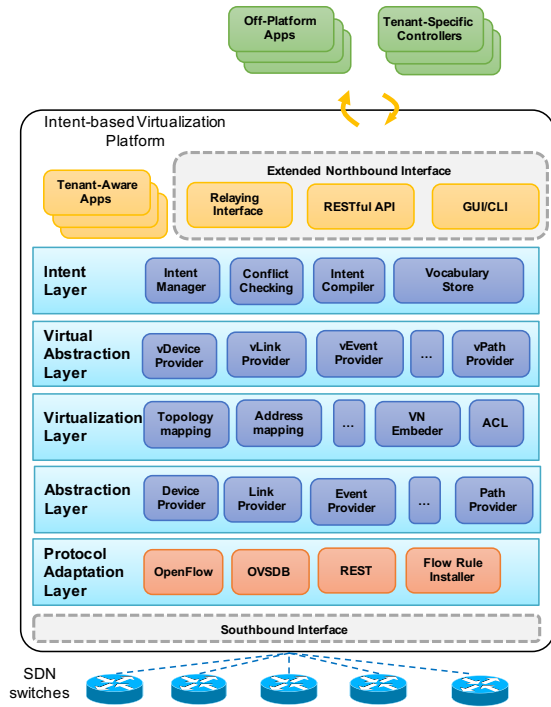 Off-Platform
Apps
Tenant-Specific
Controllers
Intent-based Virtualization
Platform
Extended Northbound Interface
Tenant-Aware
Apps
Relaying
Interface
RESTful API
GUI/CLI
Intent
Layer
Intent
Manager
Conflict
Checking
Intent
Compiler
Vocabulary
Store
Virtual
Abstraction
Layer
vDevice
Provider
vLink
Provider
vEvent
Provider
...
vPath
Provider
Virtualization
Layer
Topology
mapping
Address
mapping
...
VN
Embeder
ACL
Abstraction
Layer
Device
Provider
Link
Provider
Event
Provider
...
Path
Provider
Protocol
Adaptation
Layer
OpenFlow
OVSDB
REST
Flow Rule
Installer
Southbound Interface
SDN
switches